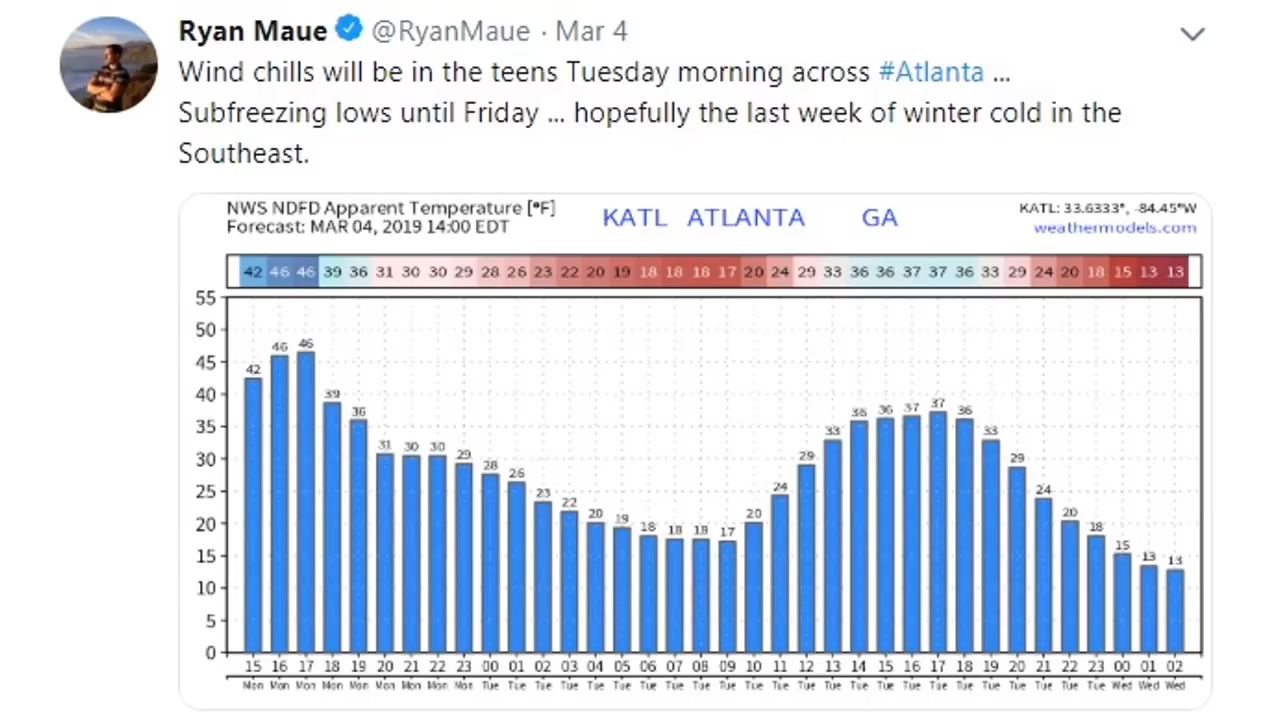 Ryan Maue @RyanMaue · Mar 4
Wind chills will be in the teens Tuesday morning across #Atlanta ...
Subfreezing lows until Friday ... hopefully the last week of winter cold in the
Southeast.
NWS NDFD Apparent Temperature [°F]
Forecast: MAR 04, 2019 14:00 EDT
KATL ATLANTA GA
KATL: 33.6333°, -84.45°W
weathermodels.com
42 46 46 39 36 31 30 30 29 28 26 23 22 20 19 18 18 18 17 20 24 29 33 36 36 37 37 36 33 29 24 20 18 15 13 13
55
50
45
40
35
30
25
20
15
10
5
0
42 46 46 39 36 31 30 30 29 28 26 23 22 20 19 18 18 18 17 20 24 29 33 36 36 37 37 36 33 29 24 20 18 15 13 13
15 16 17 18 19 20 21 22 23 00 01 02 03 04 05 06 07 08 09 10 11 12 13 14 15 16 17 18 19 20 21 22 23 00 01 02
Mon Mon Mon Mon Mon Mon Mon Mon Mon Tue Tue Tue Tue Tue Tue Tue Tue Tue Tue Tue Tue Tue Tue Tue Tue Tue Tue Tue Tue Tue Tue Tue Tue Wed Wed Wed